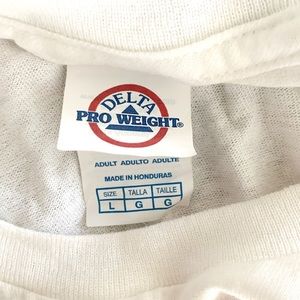 DELTA
PRO WEIGHT®
ADULT ADULTO ADULTE
MADE IN HONDURAS
SIZE TALLA TAILLE
L G G